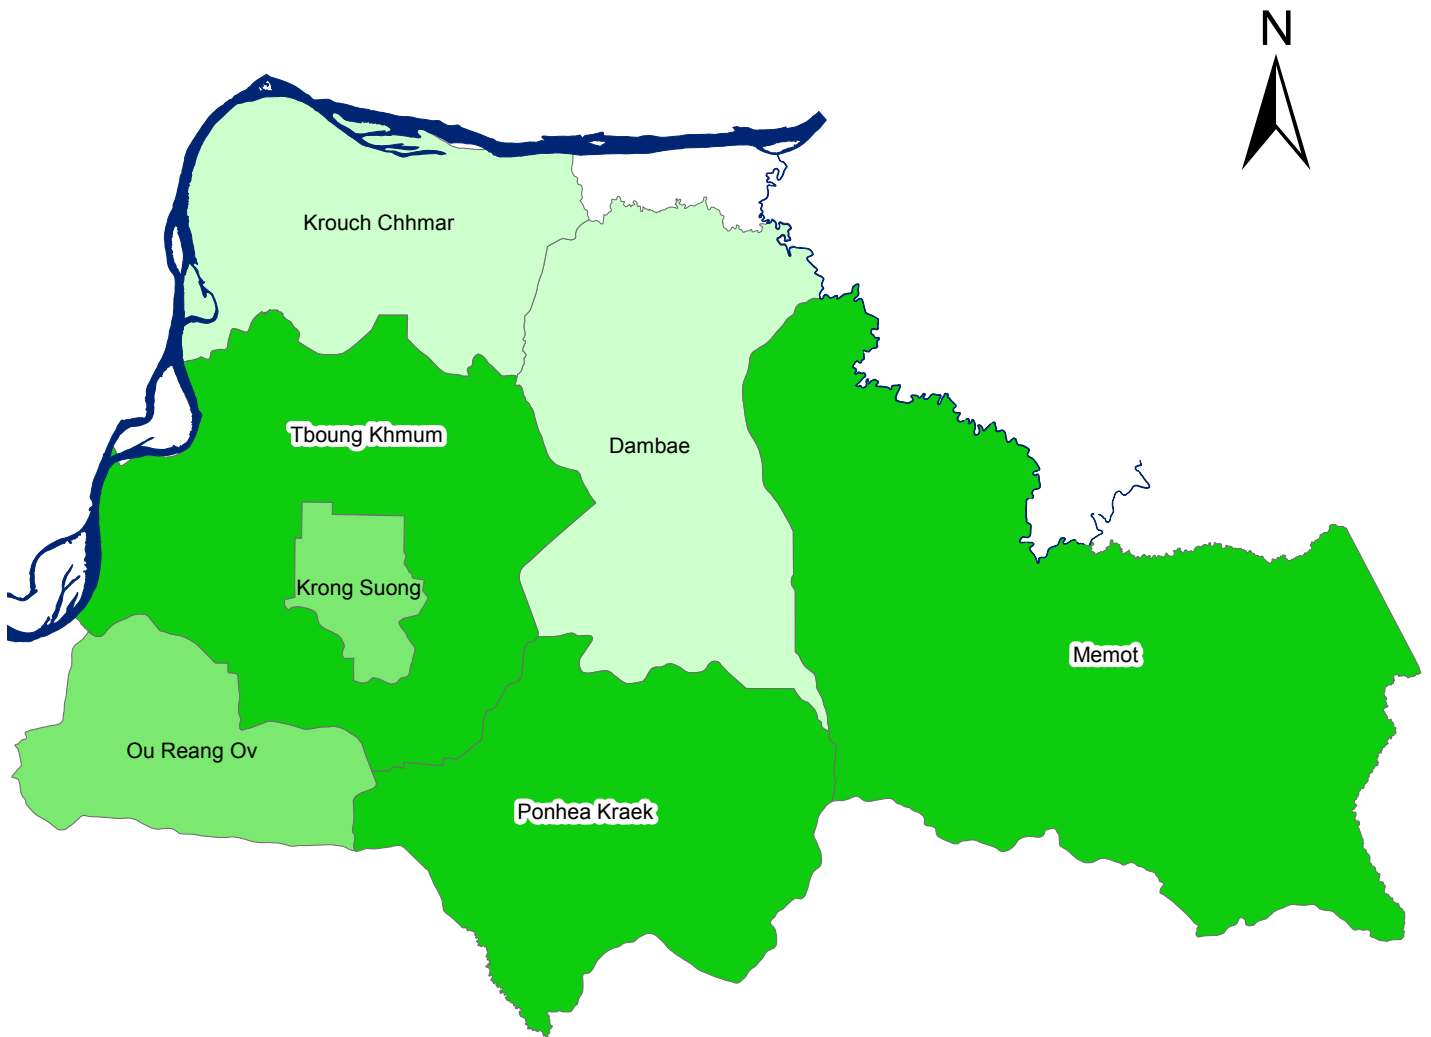 N
Krouch Chhmar
Tboung Khmum
Dambae
Krong Suong
Memot
Ou Reang Ov
Ponhea Kraek